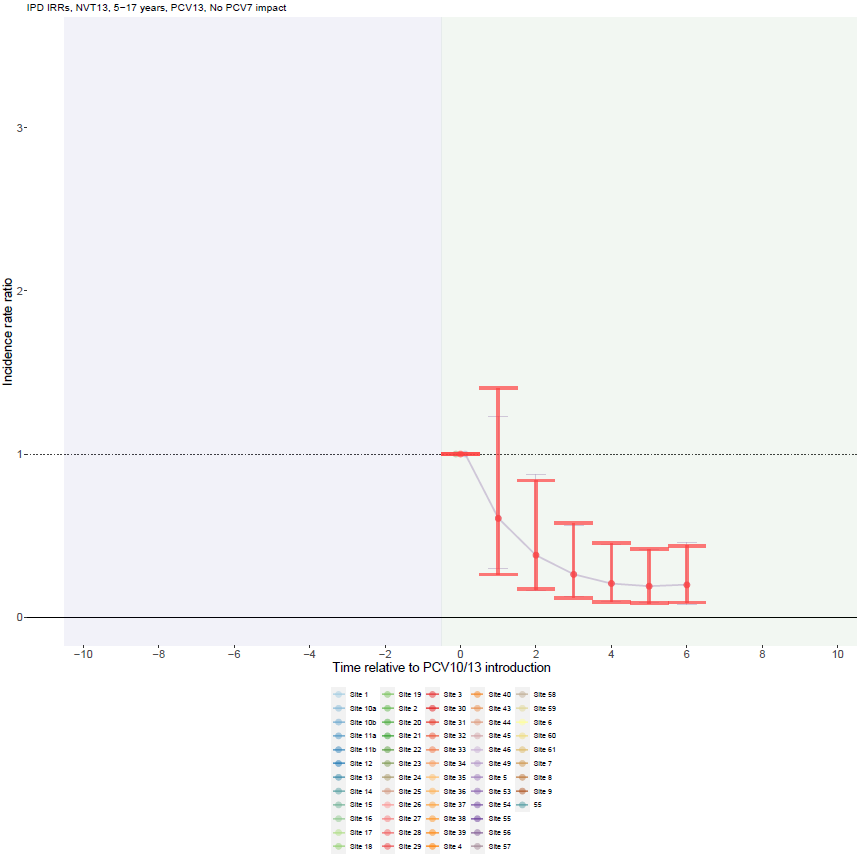 IPD IRRs, NVT13, 5−17 years, PCV13, No PCV7 impact
Incidence rate ratio
3
2
1
0
−10 −8 −6 −4 −2 0 2 4 6 8 10
Time relative to PCV10/13 introduction
Site 1 Site 19 Site 3 Site 40 Site 58
Site 10a Site 2 Site 30 Site 43 Site 59
Site 10b Site 20 Site 31 Site 44 Site 6
Site 11a Site 21 Site 32 Site 45 Site 60
Site 11b Site 22 Site 33 Site 46 Site 61
Site 12 Site 23 Site 34 Site 49 Site 7
Site 13 Site 24 Site 35 Site 5 Site 8
Site 14 Site 25 Site 36 Site 53 Site 9
Site 15 Site 26 Site 37 Site 54 55
Site 16 Site 27 Site 38 Site 55
Site 17 Site 28 Site 39 Site 56
Site 18 Site 29 Site 4 Site 57